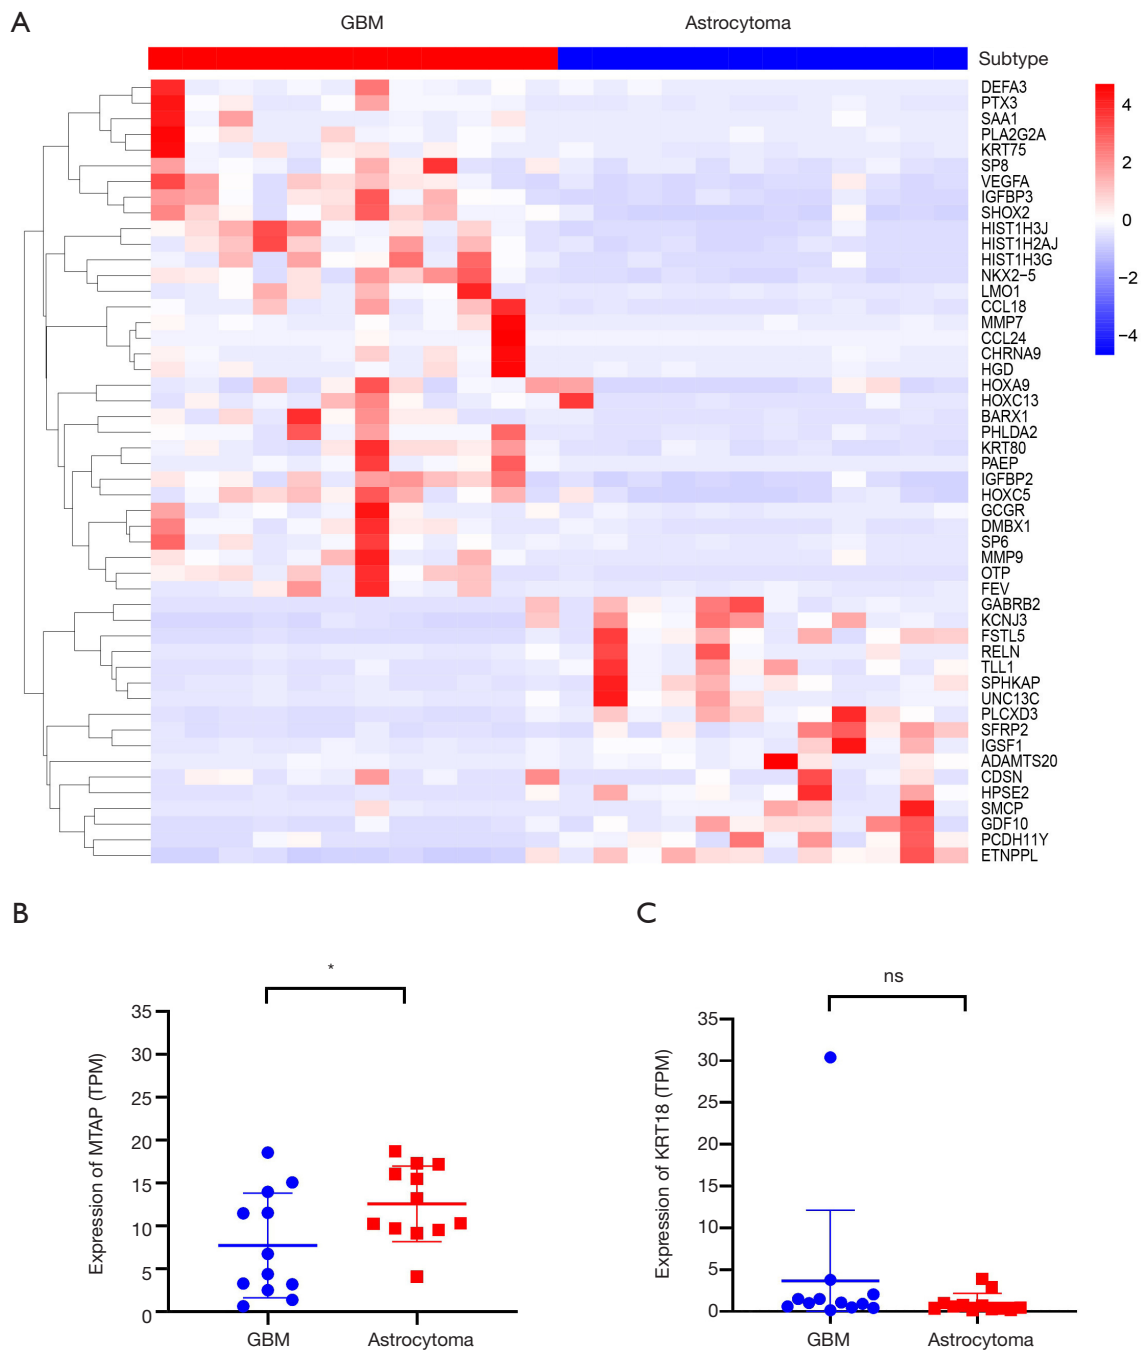 A
GBM
Astrocytoma
Subtype
DEFA3
PTX3
SAA1
PLA2G2A
KRT75
SP8
VEGFA
IGFBP3
SHOX2
HIST1H3J
HIST1H2AJ
HIST1H3G
NKX2−5
LMO1
CCL18
MMP7
CCL24
CHRNA9
HGD
HOXA9
HOXC13
BARX1
PHLDA2
KRT80
PAEP
IGFBP2
HOXC5
GCGR
DMBX1
SP6
MMP9
OTP
FEV
GABRB2
KCNJ3
FSTL5
RELN
TLL1
SPHKAP
UNC13C
PLCXD3
SFRP2
IGSF1
ADAMTS20
CDSN
HPSE2
SMCP
GDF10
PCDH11Y
ETNPPL
4
2
0
−2
−4
B
*
Expression of MTAP (TPM)
35
30
25
20
15
10
5
0
GBM
Astrocytoma
C
ns
Expression of KRT18 (TPM)
35
30
25
20
15
10
5
0
GBM
Astrocytoma